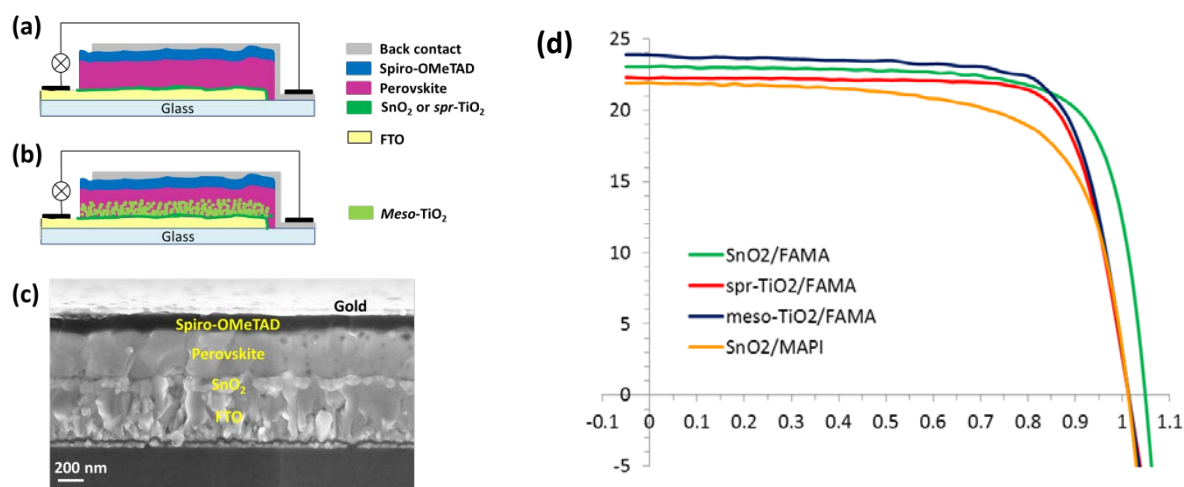 (a)
Back contact
Spiro-OMeTAD
Perovskite
SnO₂ or spr-TiO₂
Glass
FTO
(b)
Meso-TiO₂
Glass
(c)
Gold
Spiro-OMeTAD
Perovskite
SnO₂
FTO
200 nm
(d)
25
20
15
10
5
0
-5
-0.1 0 0.1 0.2 0.3 0.4 0.5 0.6 0.7 0.8 0.9 1 1.1
SnO2/FAMA
spr-TiO2/FAMA
meso-TiO2/FAMA
SnO2/MAPI